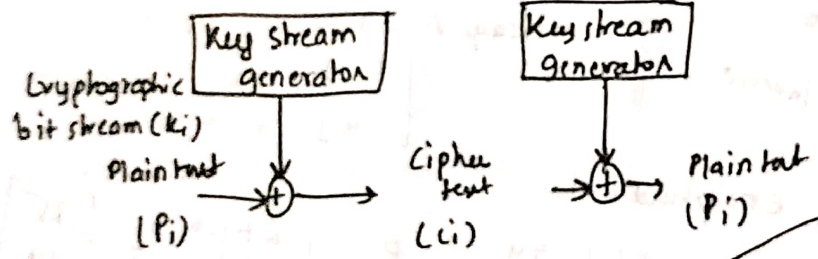 Key stream
generator
Key stream
generator
Cryptographic
bit stream (ki)
Plain text
(Pi)
+
Cipher
text
(Ci)
+
Plain text
(Pi)